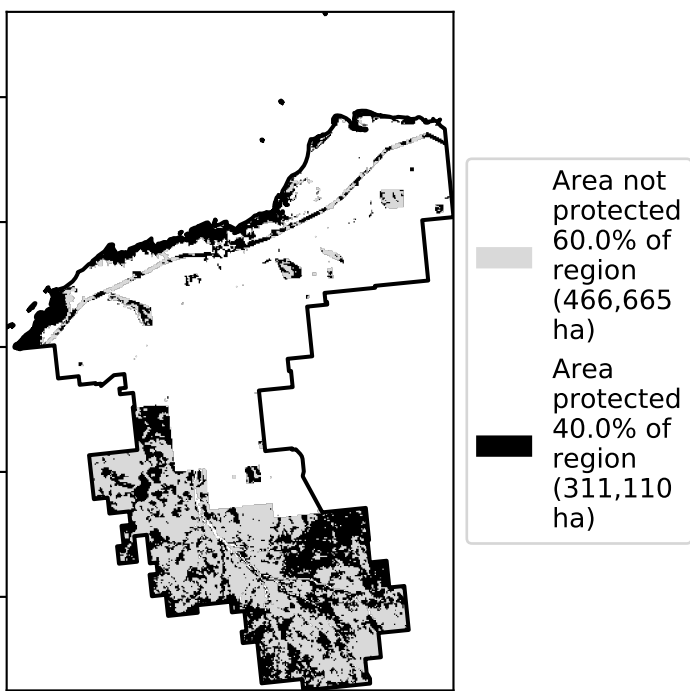 Area not
protected
60.0% of
region
(466,665
ha)
Area
protected
40.0% of
region
(311,110
ha)